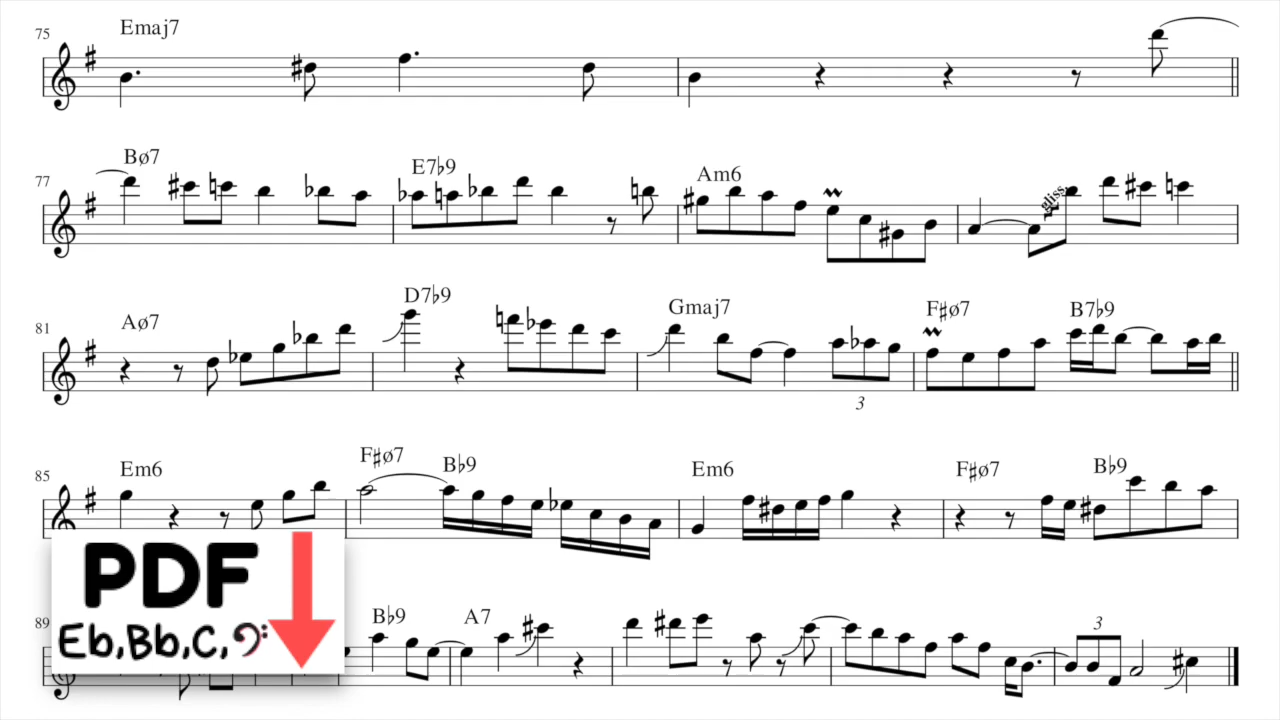 75 Emaj7
77 Bø7 E7♭9 Am6 gliss.
81 Aø7 D7♭9 Gmaj7 F♯ø7 B7♭9
3
85 Em6 F♯ø7 B♭9 Em6 F♯ø7 B♭9
PDF
Eb,Bb,C,𝄢
89 B♭9 A7 3